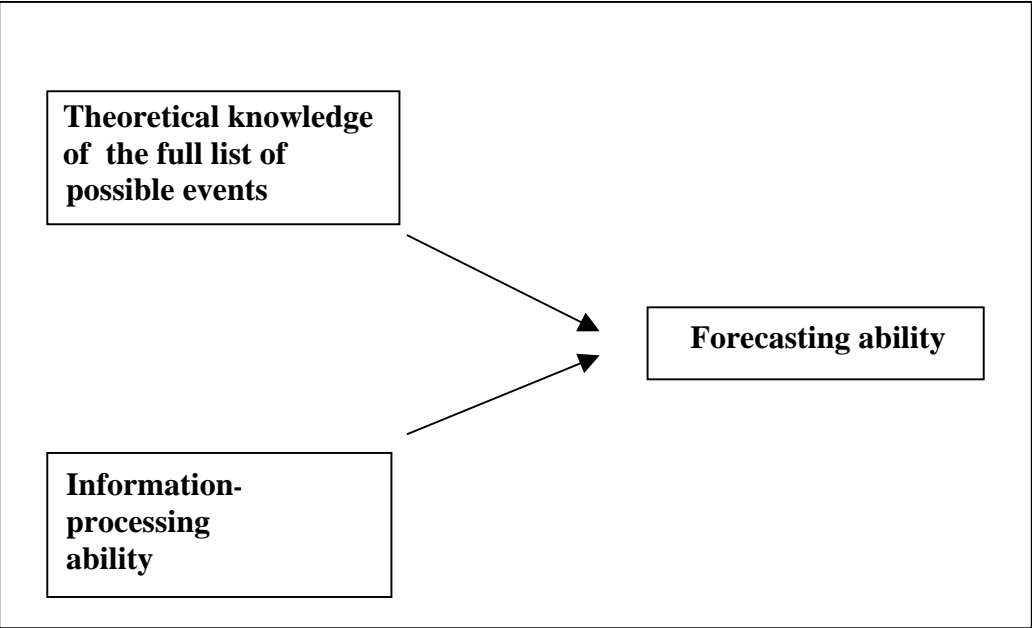 Theoretical knowledge
of the full list of
possible events
Forecasting ability
Information-
processing
ability